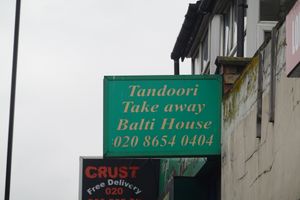 Tandoori
Take away
Balti House
020 8654 0404
CRUST
Free Delivery
020